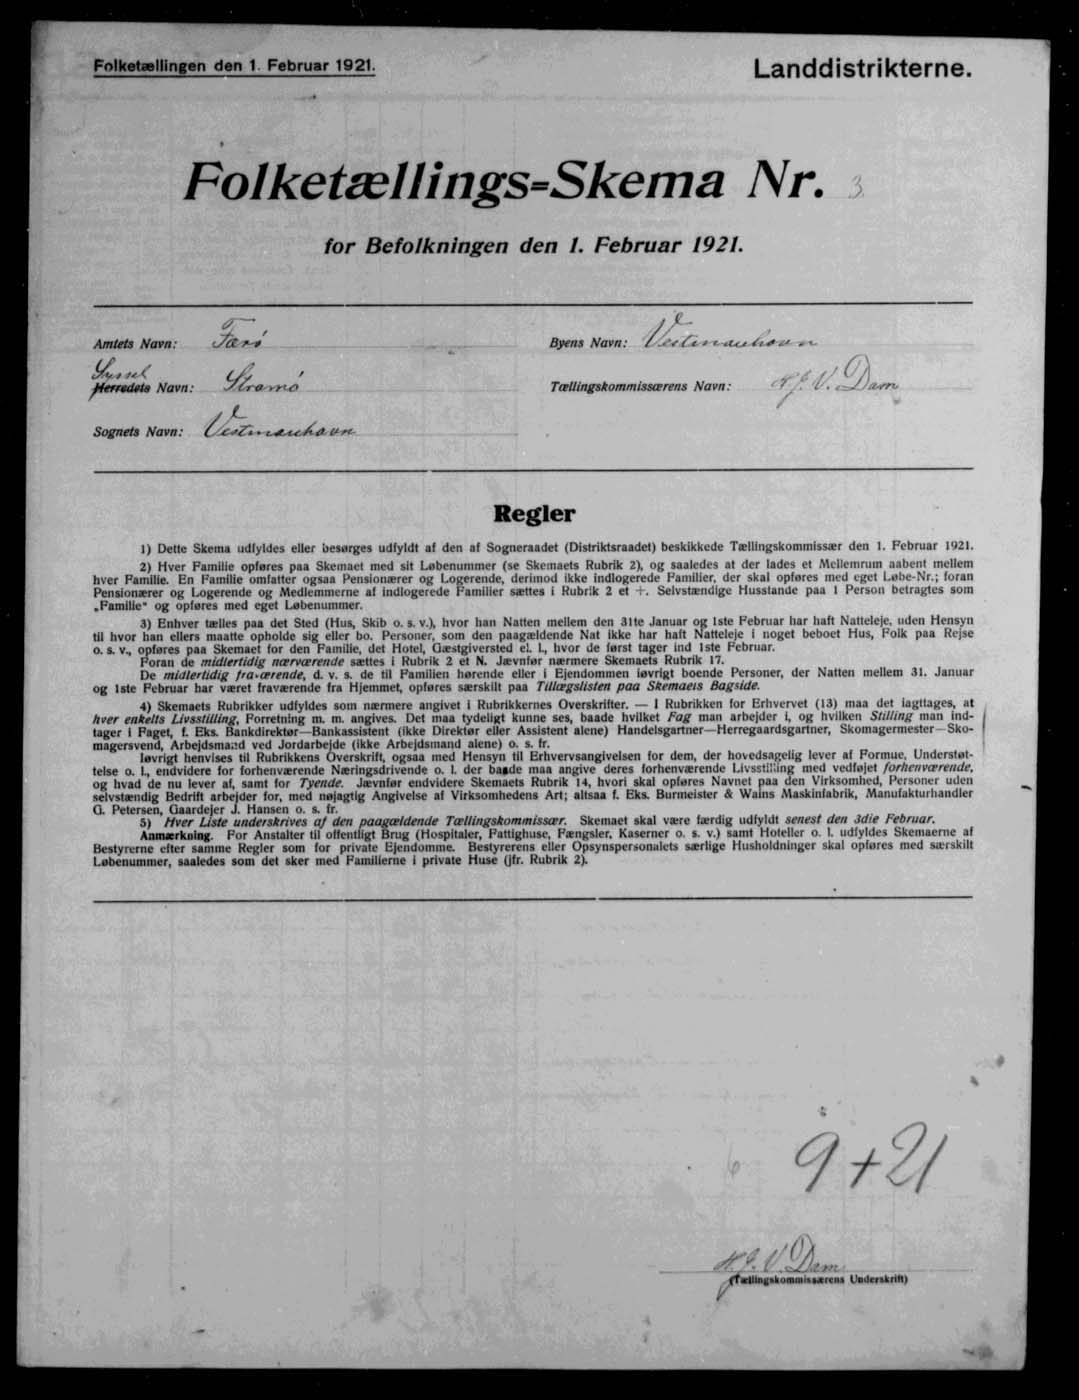 Folketællingen den 1. Februar 1921.
Landdistrikterne.
Folketællings=Skema Nr. 3.
for Befolkningen den 1. Februar 1921.
Amtets Navn: Færø
Byens Navn: Vestmanhavn
Syssel
Herredets Navn: Strømø
Tællingskommissærens Navn: H. J. V. Dam
Sognets Navn: Vestmanhavn
Regler
1) Dette Skema udfyldes eller besørges udfyldt af den af Sogneraadet (Distriktsraadet) beskikkede Tællingskommissær den 1. Februar 1921.
2) Hver Familie opføres paa Skemaet med sit Løbenummer (se Skemaets Rubrik 2), og saaledes at der lades et Mellemrum aabent mellem
hver Familie. En Familie omfatter ogsaa Pensionærer og Logerende, derimod ikke indlogerede Familier, der skal opføres med eget Løbe-Nr.; foran
Pensionærer og Logerende og Medlemmerne af indlogerede Familier sættes i Rubrik 2 et +. Selvstændige Husstande paa 1 Person betragtes som
„Familie“ og opføres med eget Løbenummer.
3) Enhver tælles paa det Sted (Hus, Skib o. s. v.), hvor han Natten mellem den 31te Januar og 1ste Februar har haft Natteleje, uden Hensyn
til hvor han ellers maatte opholde sig eller bo. Personer, som den paagældende Nat ikke har haft Natteleje i noget beboet Hus, Folk paa Rejse
o. s. v., opføres paa Skemaet for den Familie, det Hotel, Gæstgiversted el. l., hvor de først tager ind 1ste Februar.
Foran de midlertidig nærværende sættes i Rubrik 2 et N. Jævnfør nærmere Skemaets Rubrik 17.
De midlertidig fraværende, d. v. s. de til Familien hørende eller i Ejendommen iøvrigt boende Personer, der Natten mellem 31. Januar
og 1ste Februar har været fraværende fra Hjemmet, opføres særskilt paa Tillægslisten paa Skemaets Bagside.
4) Skemaets Rubrikker udfyldes som nærmere angivet i Rubrikkernes Overskrifter. — I Rubrikken for Erhvervet (13) maa det iagttages, at
hver enkelts Livsstilling, Forretning m. m. angives. Det maa tydeligt kunne ses, baade hvilket Fag man arbejder i, og hvilken Stilling man ind-
tager i Faget, f. Eks. Bankdirektør—Bankassistent (ikke Direktør eller Assistent alene) Handelsgartner—Herregaardsgartner, Skomagermester—Sko-
magersvend, Arbejdsmand ved Jordarbejde (ikke Arbejdsmand alene) o. s. fr.
Iøvrigt henvises til Rubrikkens Overskrift, ogsaa med Hensyn til Erhvervsangivelsen for dem, der hovedsagelig lever af Formue, Understøt-
telse o. l., endvidere for forhenværende Næringsdrivende o. l. der baade maa angive deres forhenværende Livsstilling med vedføjet forhenværende,
og hvad de nu lever af, samt for Tyende. Jævnfør endvidere Skemaets Rubrik 14, hvori skal opføres Navnet paa den Virksomhed, Personer uden
selvstændig Bedrift arbejder for, med nøjagtig Angivelse af Virksomhedens Art; altsaa f. Eks. Burmeister & Wains Maskinfabrik, Manufakturhandler
G. Petersen, Gaardejer J. Hansen o. s. fr.
5) Hver Liste underskrives af den paagældende Tællingskommissær. Skemaet skal være færdig udfyldt senest den 3die Februar.
Anmærkning. For Anstalter til offentligt Brug (Hospitaler, Fattighuse, Fængsler, Kaserner o. s. v.) samt Hoteller o. l. udfyldes Skemaerne af
Bestyrerne efter samme Regler som for private Ejendomme. Bestyrerens eller Opsynspersonalets særlige Husholdninger skal opføres med særskilt
Løbenummer, saaledes som det sker med Familierne i private Huse (jfr. Rubrik 2).
6
9 + 21
H. J. V. Dam
(Tællingskommissærens Underskrift)